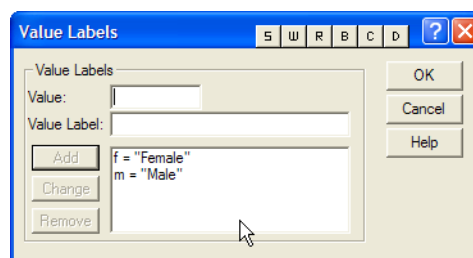 Value Labels
S W R B C D ?
Value Labels
Value:
Value Label:
Add
Change
Remove
f = "Female"
m = "Male"
OK
Cancel
Help